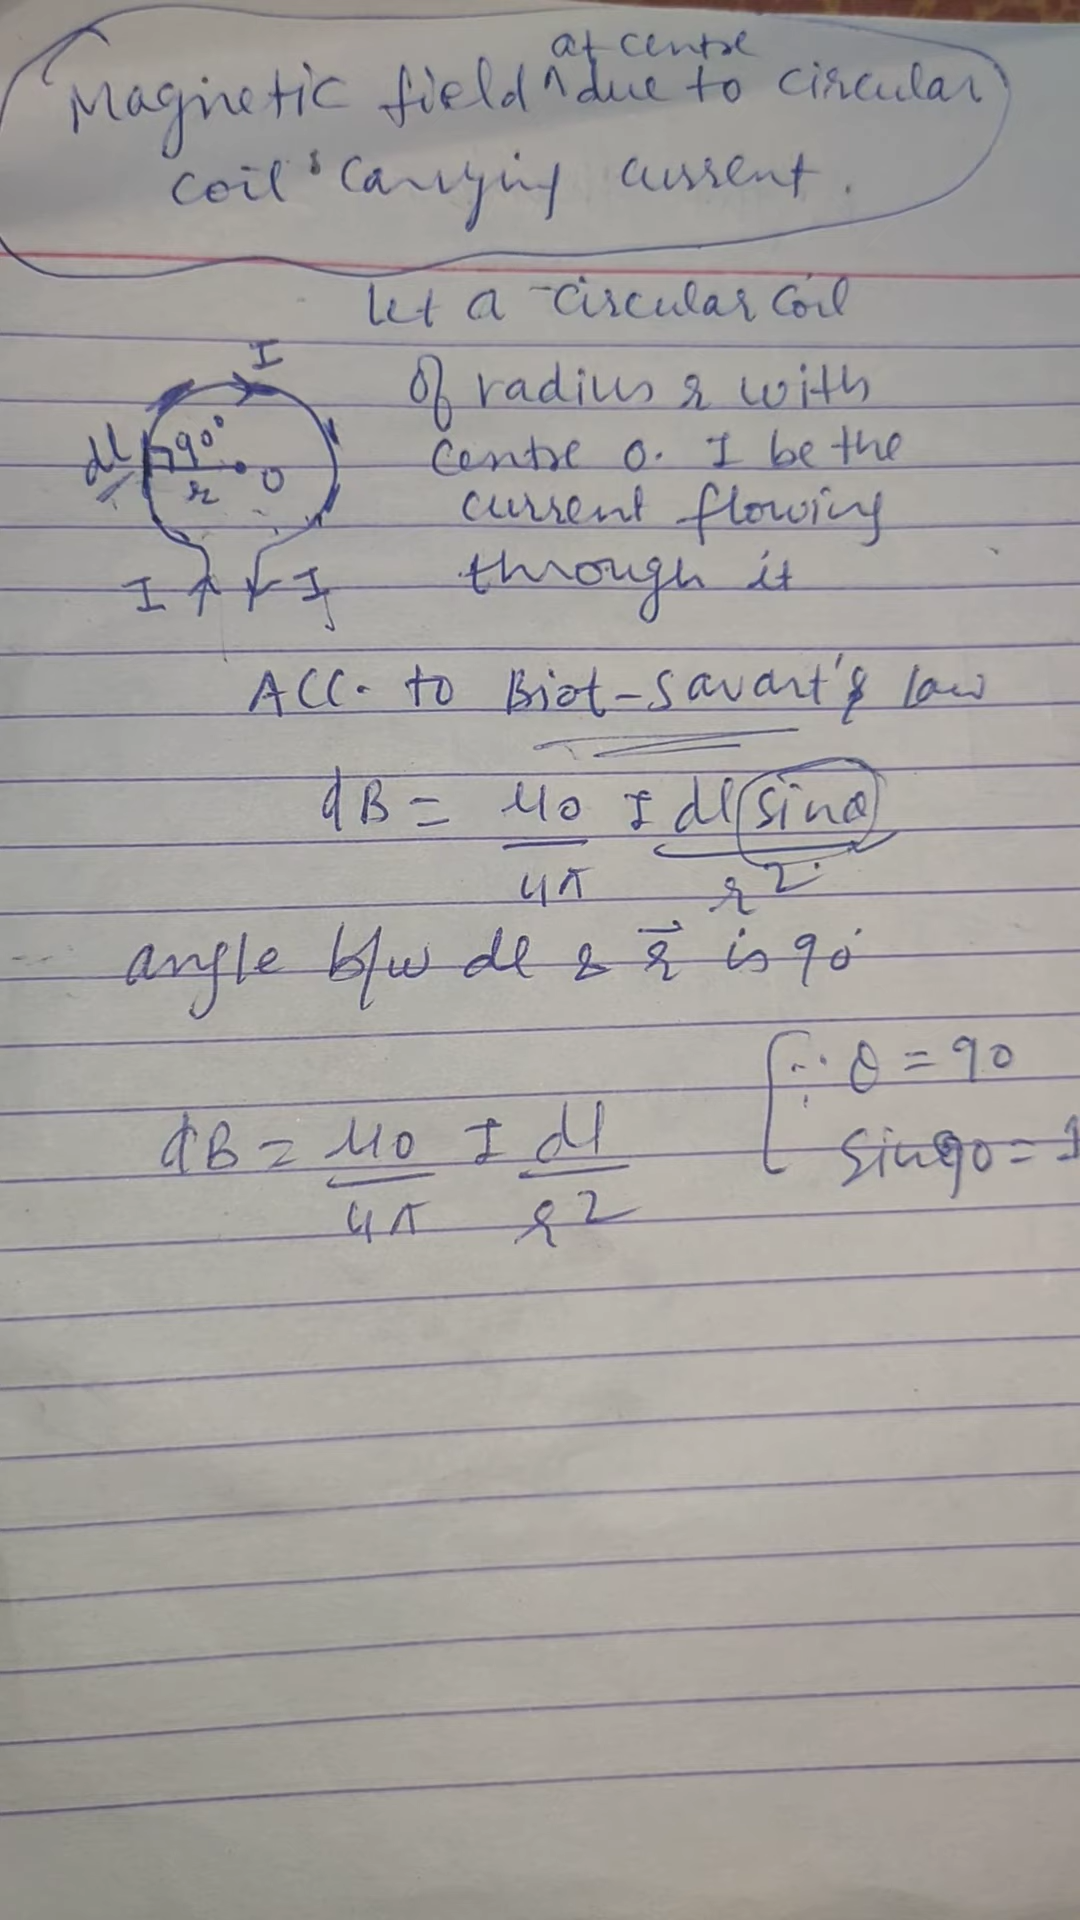 at centre
Magnetic field ^ due to circular
coil's carrying current.
let a circular coil
of radius r with
centre O. I be the
current flowing
through it
I
dl 90°
r O
I I
Acc. to Biot-Savart's law
dB = μ0 I dl sinθ
4π r2
angle b/w dl & r⃗ is 90°
∵ θ = 90
dB = μ0 I dl
4π r2
Sin90 = 1